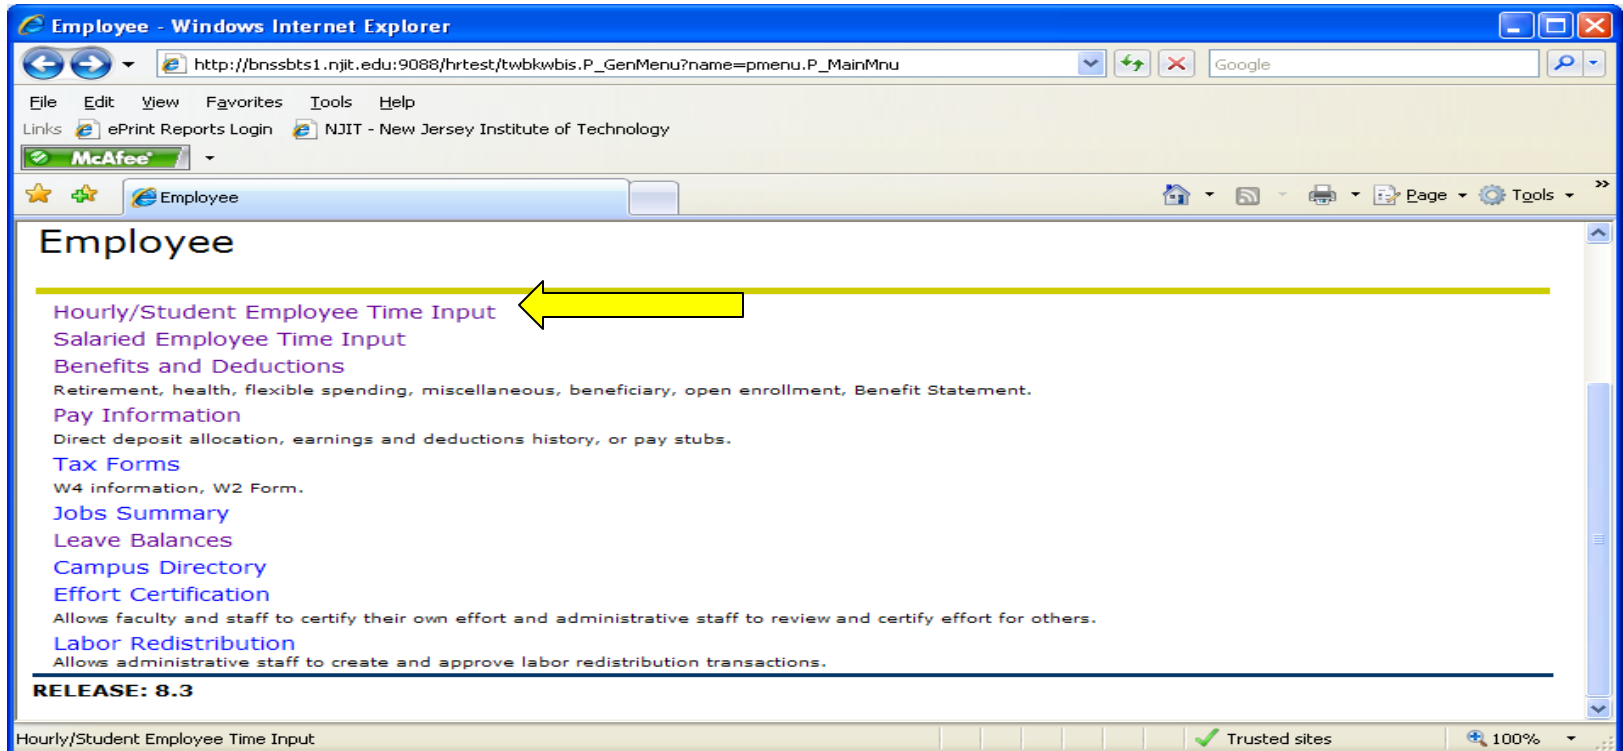 Employee - Windows Internet Explorer
http://bnssbts1.njit.edu:9088/hrtest/twbkwbis.P_GenMenu?name=pmenu.P_MainMnu
Google
File Edit View Favorites Tools Help
Links ePrint Reports Login NJIT - New Jersey Institute of Technology
McAfee
Employee Page Tools »
Employee
Hourly/Student Employee Time Input
Salaried Employee Time Input
Benefits and Deductions
Retirement, health, flexible spending, miscellaneous, beneficiary, open enrollment, Benefit Statement.
Pay Information
Direct deposit allocation, earnings and deductions history, or pay stubs.
Tax Forms
W4 information, W2 Form.
Jobs Summary
Leave Balances
Campus Directory
Effort Certification
Allows faculty and staff to certify their own effort and administrative staff to review and certify effort for others.
Labor Redistribution
Allows administrative staff to create and approve labor redistribution transactions.
RELEASE: 8.3
Hourly/Student Employee Time Input Trusted sites 100%